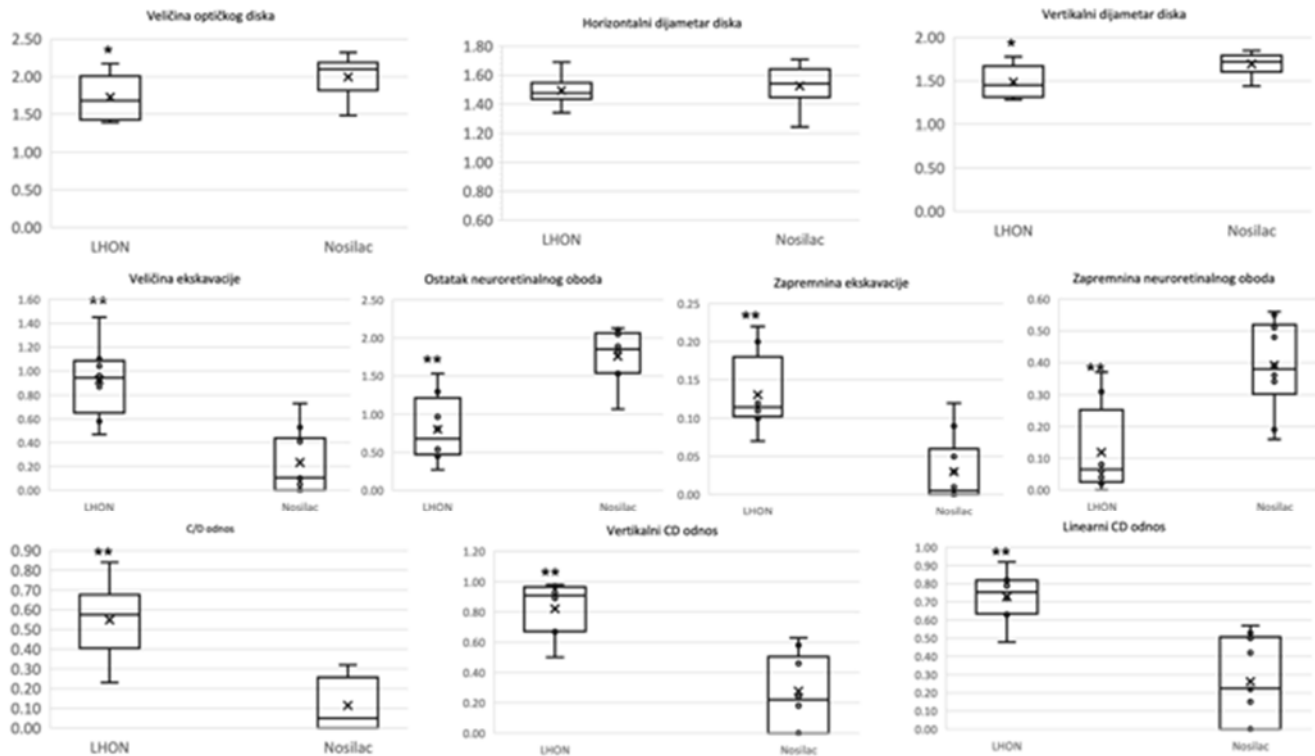 Veličina optičkog diska
2.50
2.00
1.50
1.00
0.50
0.00
*
LHON
Nosilac
Horizontalni dijametar diska
1.80
1.60
1.40
1.20
1.00
0.80
0.60
LHON
Nosilac
Vertikalni dijametar diska
2.00
1.50
1.00
0.50
0.00
*
LHON
Nosilac
Veličina ekskavacije
1.60
1.40
1.20
1.00
0.80
0.60
0.40
0.20
0.00
**
LHON
Nosilac
Ostatak neuroretinalnog oboda
2.50
2.00
1.50
1.00
0.50
0.00
**
LHON
Nosilac
Zapremnina ekskavacije
0.25
0.20
0.15
0.10
0.05
0.00
**
LHON
Nosilac
Zapremnina neuroretinalnog oboda
0.60
0.50
0.40
0.30
0.20
0.10
0.00
**
LHON
Nosilac
C/D odnos
0.90
0.80
0.70
0.60
0.50
0.40
0.30
0.20
0.10
0.00
**
LHON
Nosilac
Vertikalni CD odnos
1.20
1.00
0.80
0.60
0.40
0.20
0.00
**
LHON
Nosilac
Linearni CD odnos
1.00
0.90
0.80
0.70
0.60
0.50
0.40
0.30
0.20
0.10
0.00
**
LHON
Nosilac